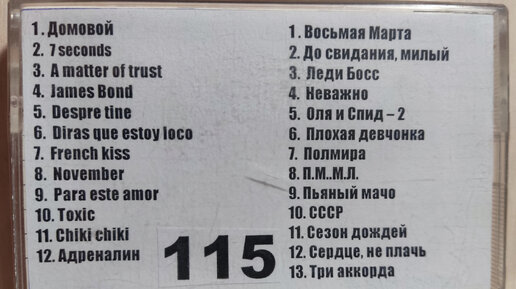 1. Домовой
2. 7 seconds
3. A matter of trust
4. James Bond
5. Despre tine
6. Diras que estoy loco
7. French kiss
8. November
9. Para este amor
10. Toxic
11. Chiki chiki
12. Адреналин
115
1. Восьмая Марта
2. До свидания, милый
3. Леди Босс
4. Неважно
5. Оля и Спид – 2
6. Плохая девчонка
7. Полмира
8. П.М..М.Л.
9. Пьяный мачо
10. СССР
11. Сезон дождей
12. Сердце, не плачь
13. Три аккорда